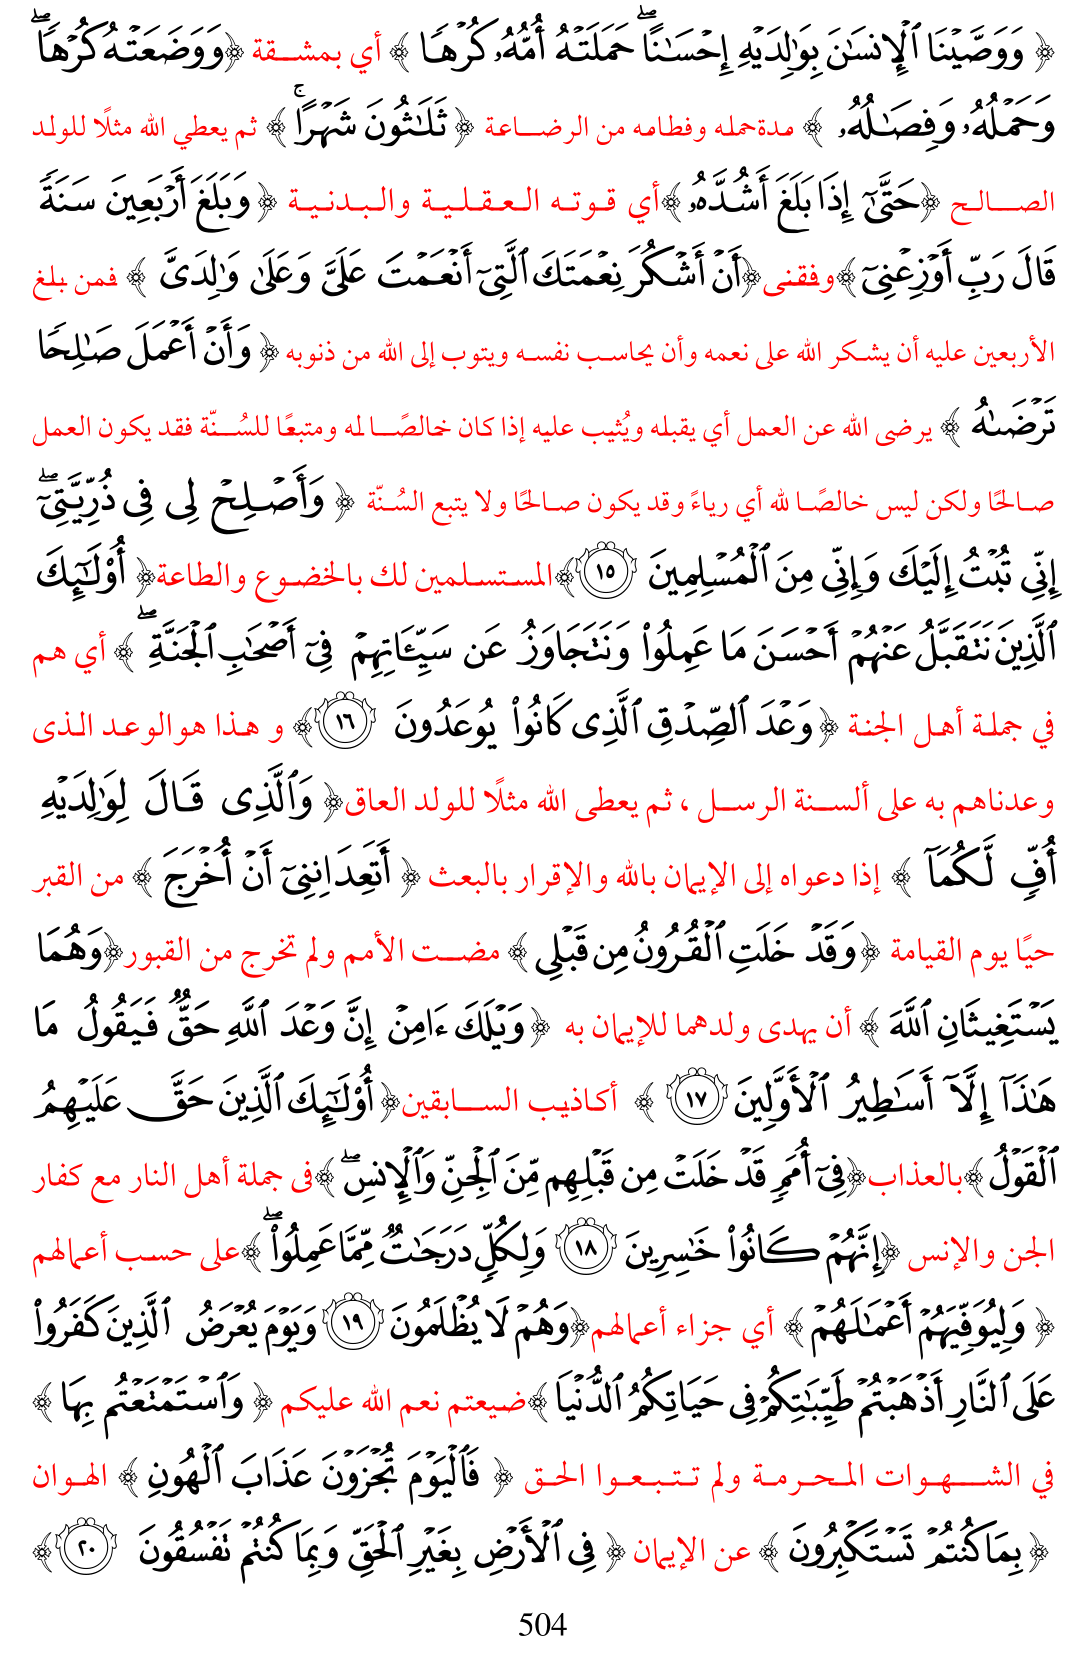 ﴿ وَوَصَّيْنَا ٱلْإِنسَٰنَ بِوَٰلِدَيْهِ إِحْسَٰنًاۖ حَمَلَتْهُ أُمُّهُۥ كُرْهًا ﴾ أي بمشقة ﴿وَوَضَعَتْهُ كُرْهًاۖ
وَحَمْلُهُۥ وَفِصَٰلُهُۥ ﴾ مدةحمله وفطامه من الرضاعة ﴿ ثَلَٰثُونَ شَهْرًاۚ ﴾ ثم يعطي الله مثلًا للولد
الصالح ﴿حَتَّىٰٓ إِذَا بَلَغَ أَشُدَّهُۥ ﴾أي قوته العقلية والبدنية ﴿ وَبَلَغَ أَرْبَعِينَ سَنَةً
قَالَ رَبِّ أَوْزِعْنِىٓ ﴾وفقنى ﴿أَنْ أَشْكُرَ نِعْمَتَكَ ٱلَّتِىٓ أَنْعَمْتَ عَلَىَّ وَعَلَىٰ وَٰلِدَىَّ ﴾ فمن بلغ
الأربعين عليه أن يشكر الله على نعمه وأن يحاسب نفسه ويتوب إلى الله من ذنوبه ﴿ وَأَنْ أَعْمَلَ صَٰلِحًا
تَرْضَىٰهُ ﴾ يرضى الله عن العمل أي يقبله ويُثيب عليه إذا كان خالصًا له ومتبعًا للسُنّة فقد يكون العمل
صالحًا ولكن ليس خالصًا لله أي رياءً وقد يكون صالحًا ولا يتبع السُنّة ﴿ وَأَصْلِحْ لِى فِى ذُرِّيَّتِىٓۖ
إِنِّى تُبْتُ إِلَيْكَ وَإِنِّى مِنَ ٱلْمُسْلِمِينَ ١٥ ﴾المستسلمين لك بالخضوع والطاعة﴿ أُو۟لَٰٓئِكَ
ٱلَّذِينَ نَتَقَبَّلُ عَنْهُمْ أَحْسَنَ مَا عَمِلُوا۟ وَنَتَجَاوَزُ عَن سَيِّـَٔاتِهِمْ فِىٓ أَصْحَٰبِ ٱلْجَنَّةِۖ ﴾ أي هم
في جملة أهل الجنة ﴿ وَعْدَ ٱلصِّدْقِ ٱلَّذِى كَانُوا۟ يُوعَدُونَ ١٦ ﴾ و هذا هوالوعد الذى
وعدناهم به على ألسنة الرسل ، ثم يعطى الله مثلًا للولد العاق﴿ وَٱلَّذِى قَالَ لِوَٰلِدَيْهِ
أُفٍّ لَّكُمَآ ﴾ إذا دعواه إلى الإيمان بالله والإقرار بالبعث ﴿ أَتَعِدَانِنِىٓ أَنْ أُخْرَجَ ﴾ من القبر
حيًا يوم القيامة ﴿ وَقَدْ خَلَتِ ٱلْقُرُونُ مِن قَبْلِى ﴾ مضت الأمم ولم تخرج من القبور﴿وَهُمَا
يَسْتَغِيثَانِ ٱللَّهَ ﴾ أن يهدى ولدهما للإيمان به ﴿ وَيْلَكَ ءَامِنْ إِنَّ وَعْدَ ٱللَّهِ حَقٌّ فَيَقُولُ مَا
هَٰذَآ إِلَّآ أَسَٰطِيرُ ٱلْأَوَّلِينَ ١٧ ﴾ أكاذيب السابقين﴿ أُو۟لَٰٓئِكَ ٱلَّذِينَ حَقَّ عَلَيْهِمُ
ٱلْقَوْلُ ﴾بالعذاب﴿فِىٓ أُمَمٍ قَدْ خَلَتْ مِن قَبْلِهِم مِّنَ ٱلْجِنِّ وَٱلْإِنسِۖ ﴾فى جملة أهل النار مع كفار
الجن والإنس ﴿إِنَّهُمْ كَانُوا۟ خَٰسِرِينَ ١٨ وَلِكُلٍّ دَرَجَٰتٌ مِّمَّا عَمِلُوا۟ۖ ﴾على حسب أعمالهم
﴿ وَلِيُوَفِّيَهُمْ أَعْمَٰلَهُمْ ﴾ أي جزاء أعمالهم﴿وَهُمْ لَا يُظْلَمُونَ ١٩ وَيَوْمَ يُعْرَضُ ٱلَّذِينَ كَفَرُوا۟
عَلَى ٱلنَّارِ أَذْهَبْتُمْ طَيِّبَٰتِكُمْ فِى حَيَاتِكُمُ ٱلدُّنْيَا ﴾ضيعتم نعم الله عليكم ﴿ وَٱسْتَمْتَعْتُم بِهَا ﴾
في الشهوات المحرمة ولم تتبعوا الحق ﴿ فَٱلْيَوْمَ تُجْزَوْنَ عَذَابَ ٱلْهُونِ ﴾ الهوان
﴿ بِمَا كُنتُمْ تَسْتَكْبِرُونَ ﴾ عن الإيمان ﴿ فِى ٱلْأَرْضِ بِغَيْرِ ٱلْحَقِّ وَبِمَا كُنتُمْ تَفْسُقُونَ ٢٠ ﴾
504